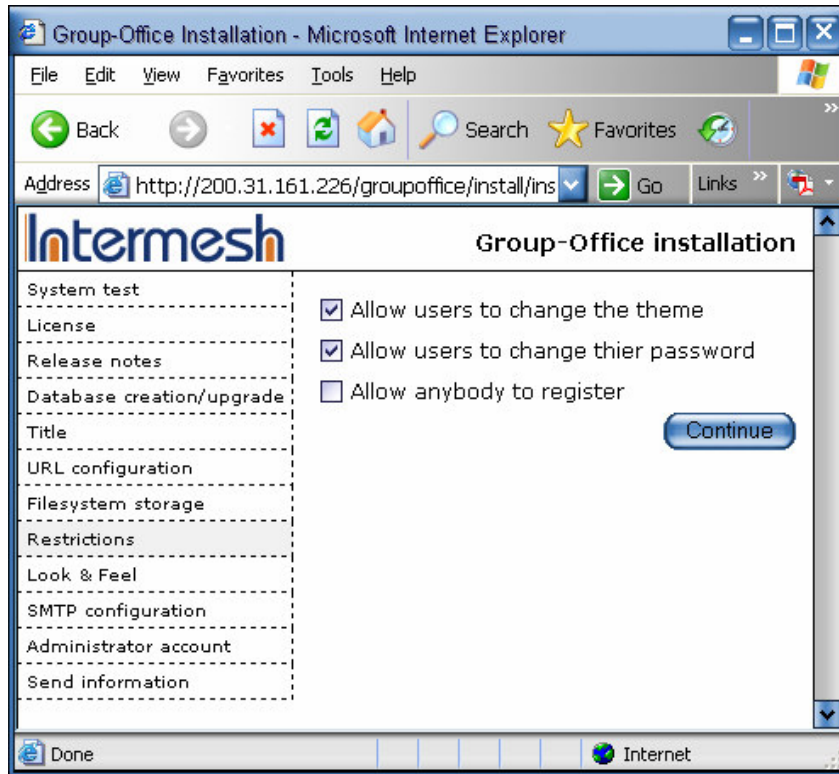 Group-Office Installation - Microsoft Internet Explorer
File Edit View Favorites Tools Help
Back Search Favorites »
Address http://200.31.161.226/groupoffice/install/ins Go Links »
Intermesh Group-Office installation
System test
License
Release notes
Database creation/upgrade
Title
URL configuration
Filesystem storage
Restrictions
Look & Feel
SMTP configuration
Administrator account
Send information
Allow users to change the theme
Allow users to change thier password
Allow anybody to register
Continue
Done Internet